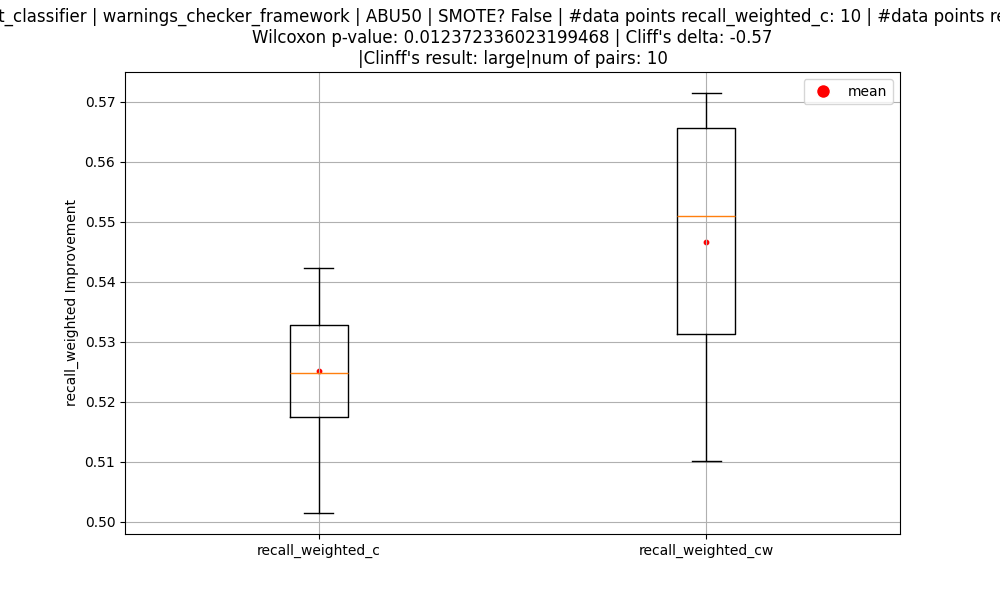 t_classifier | warnings_checker_framework | ABU50 | SMOTE? False | #data points recall_weighted_c: 10 | #data points re
Wilcoxon p-value: 0.012372336023199468 | Cliff's delta: -0.57
|Clinff's result: large|num of pairs: 10
mean
0.57
0.56
0.55
0.54
0.53
0.52
0.51
0.50
recall_weighted Improvement
recall_weighted_c
recall_weighted_cw